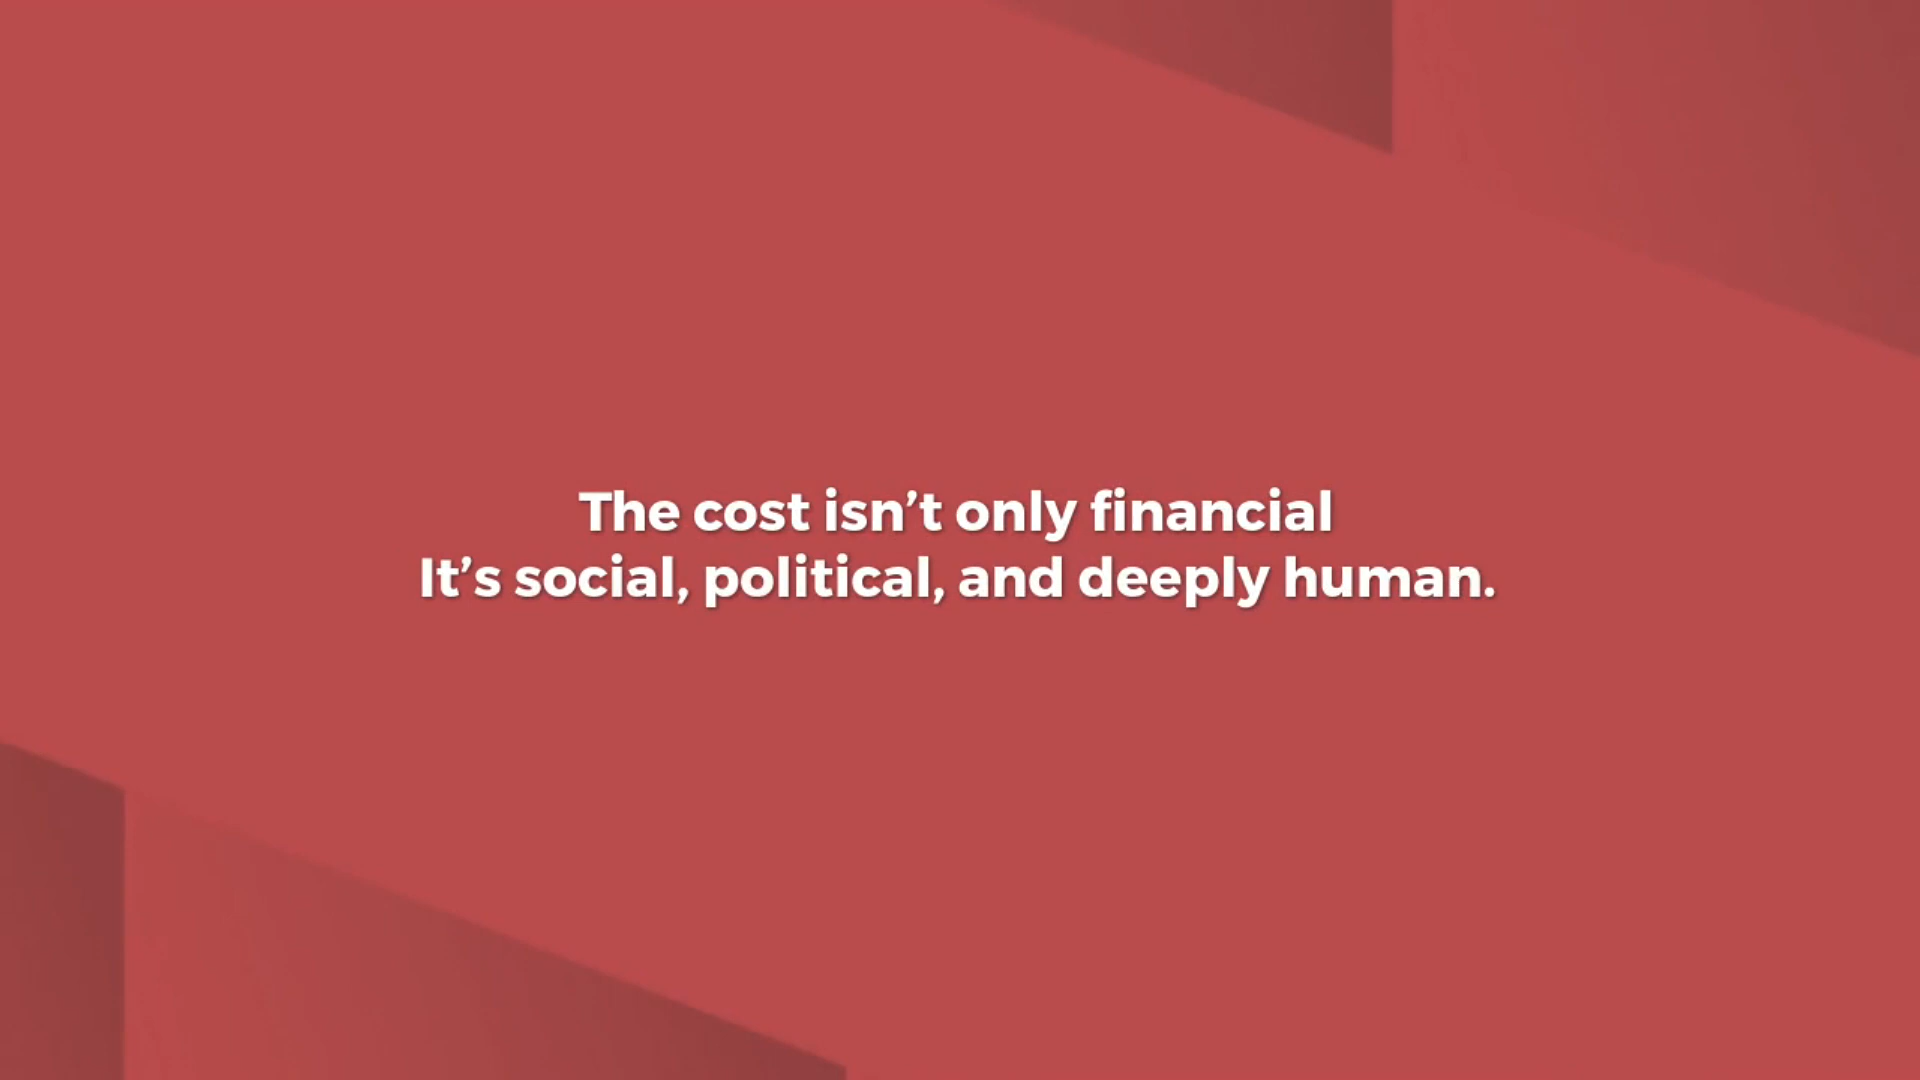 The cost isn’t only financial
It’s social, political, and deeply human.